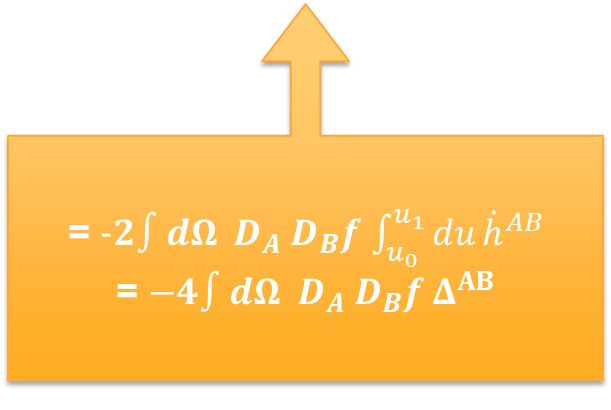 = -2∫ dΩ D_A D_B f ∫_{u_0}^{u_1} du ḣ^{AB}
= −4∫ dΩ D_A D_B f Δ^{AB}